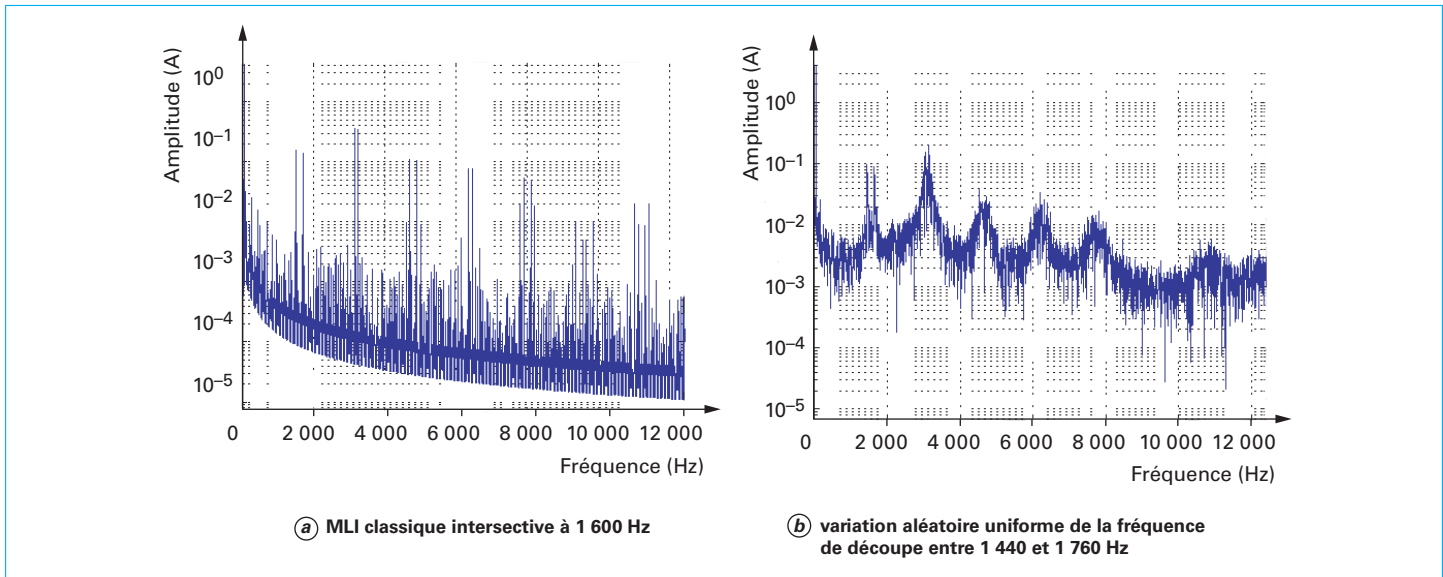 Amplitude (A)
10⁰
10⁻¹
10⁻²
10⁻³
10⁻⁴
10⁻⁵
0 2 000 4 000 6 000 8 000 10 000 12 000
Fréquence (Hz)
a MLI classique intersective à 1 600 Hz
Amplitude (A)
10⁰
10⁻¹
10⁻²
10⁻³
10⁻⁴
10⁻⁵
0 2 000 4 000 6 000 8 000 10 000 12 000
Fréquence (Hz)
b variation aléatoire uniforme de la fréquence
de découpe entre 1 440 et 1 760 Hz